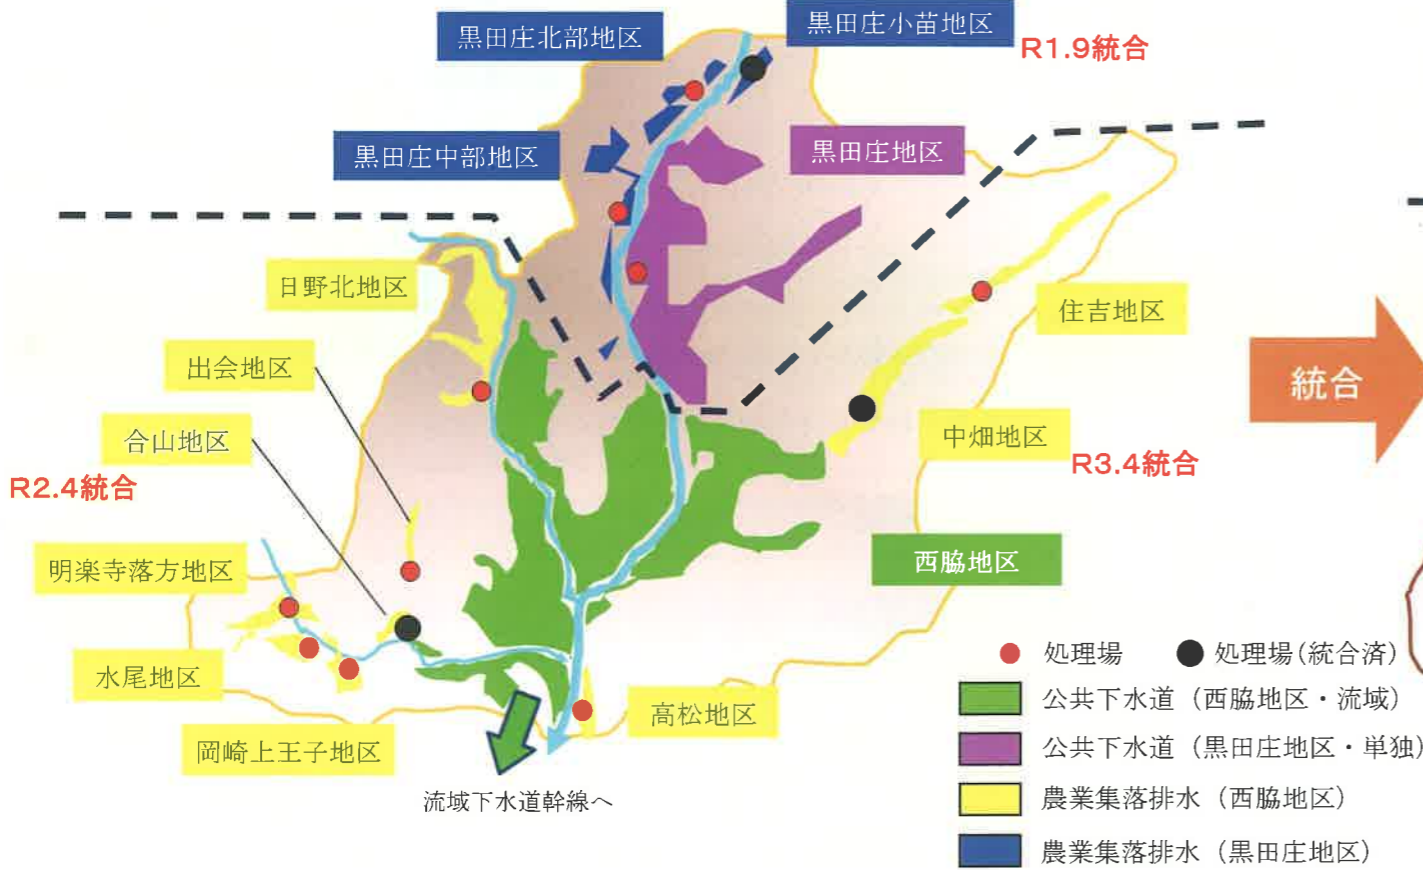 黒田庄北部地区
黒田庄小苗地区
R1.9統合
黒田庄中部地区
黒田庄地区
日野北地区
住吉地区
出会地区
統合
合山地区
中畑地区
R3.4統合
R2.4統合
明楽寺落方地区
西脇地区
水尾地区
高松地区
岡崎上王子地区
流域下水道幹線へ
処理場
処理場(統合済)
公共下水道（西脇地区・流域）
公共下水道（黒田庄地区・単独）
農業集落排水（西脇地区）
農業集落排水（黒田庄地区）